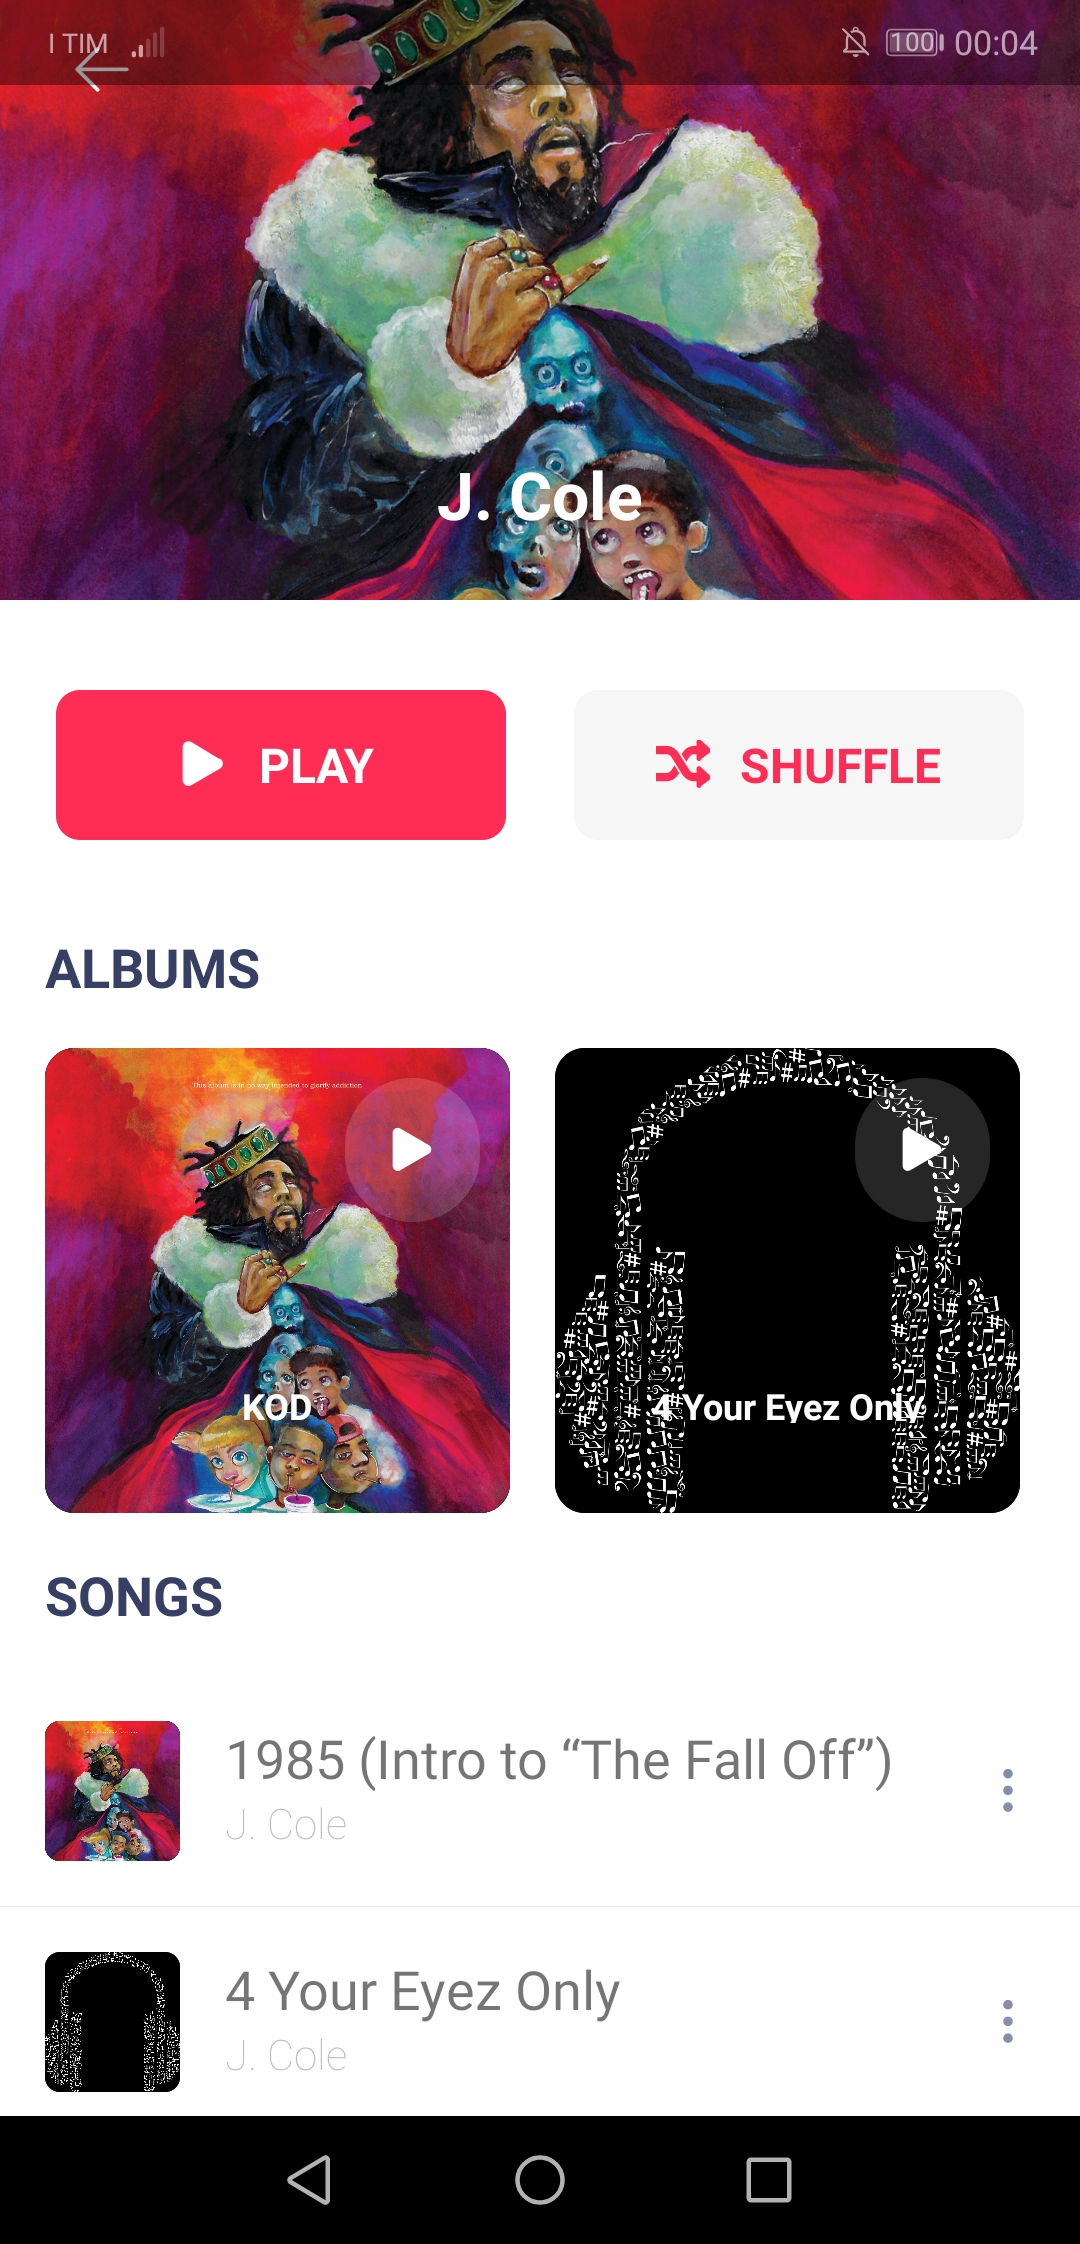 I TIM 100 00:04
J. Cole
PLAY SHUFFLE
ALBUMS
This album is in no way intended to glorify addiction
KOD
4 Your Eyez Only
SONGS
1985 (Intro to “The Fall Off”)
J. Cole
4 Your Eyez Only
J. Cole